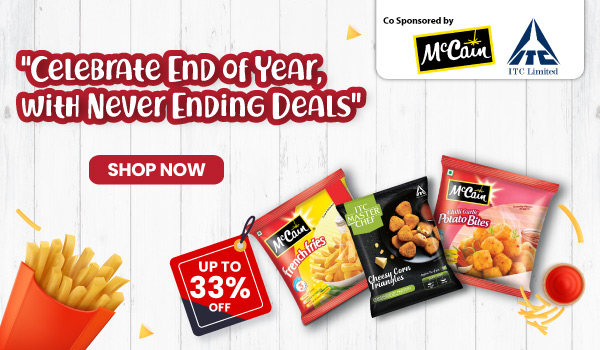 Co Sponsored by
McCain
ITC
ITC Limited
"CELEBRATE END OF YEAR,
WITH NEVER ENDING DEALS"
SHOP NOW
UP TO
33%
OFF
McCain
French fries
ITC
MASTER
CHEF
Cheesy Corn
Triangles
McCain
Chilli Garlic
Potato Bites